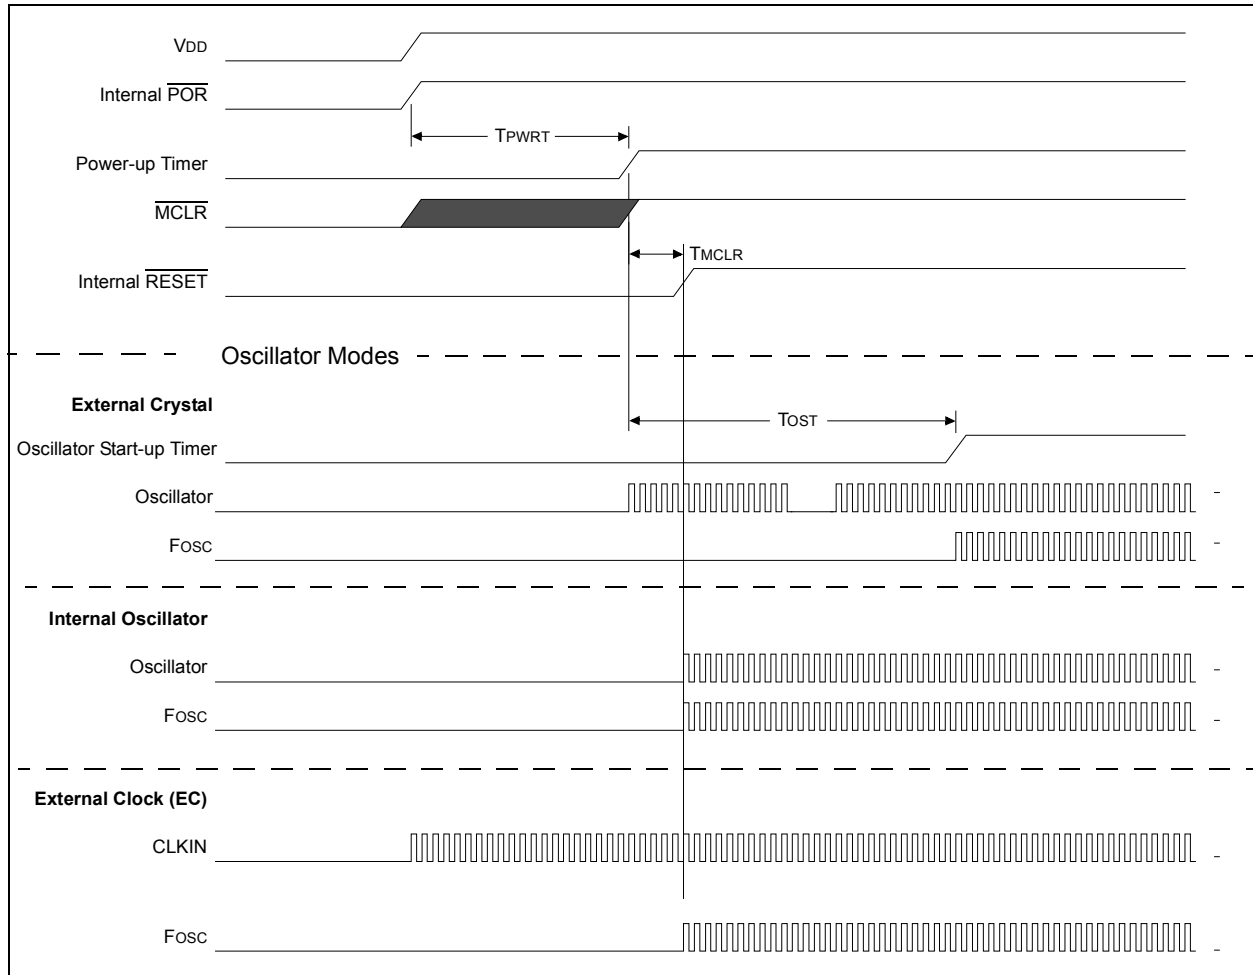 VDD
Internal POR
TPWRT
Power-up Timer
MCLR
TMCLR
Internal RESET
Oscillator Modes
External Crystal
TOST
Oscillator Start-up Timer
Oscillator
FOSC
Internal Oscillator
Oscillator
FOSC
External Clock (EC)
CLKIN
FOSC